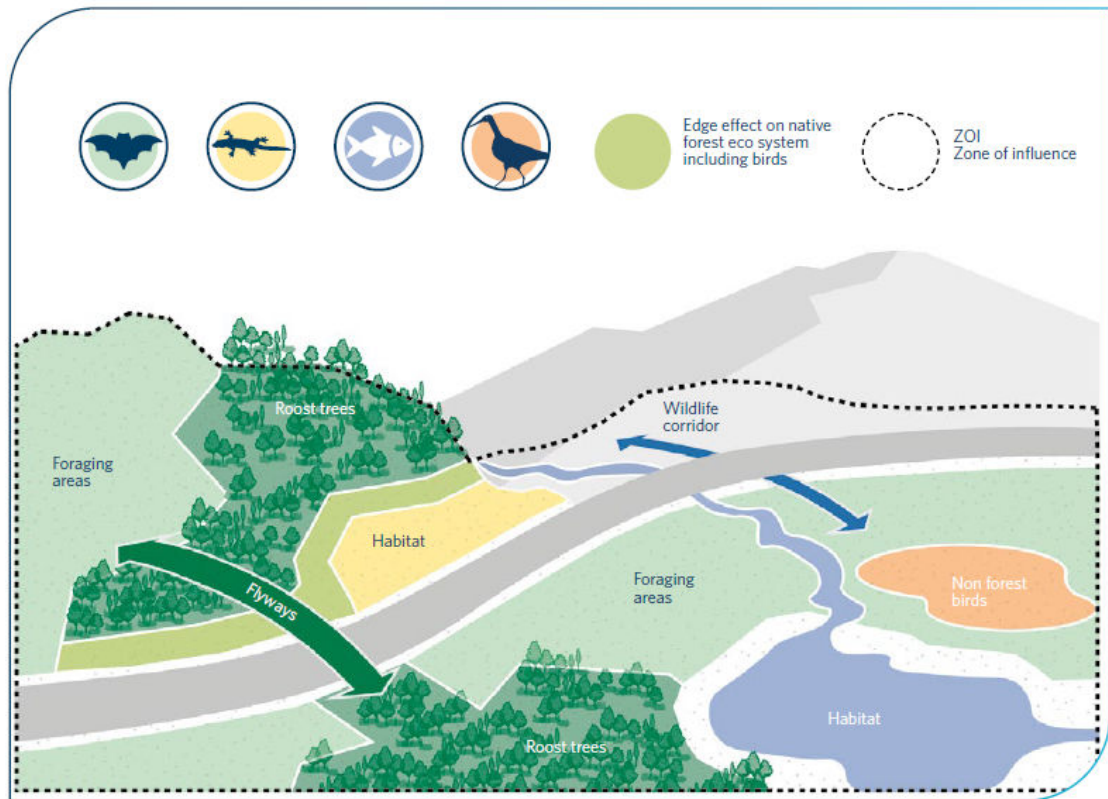 Edge effect on native
forest eco system
including birds
ZOI
Zone of influence
Roost trees
Wildlife
corridor
Foraging
areas
Habitat
Foraging
areas
Flyways
Non forest
birds
Habitat
Roost trees